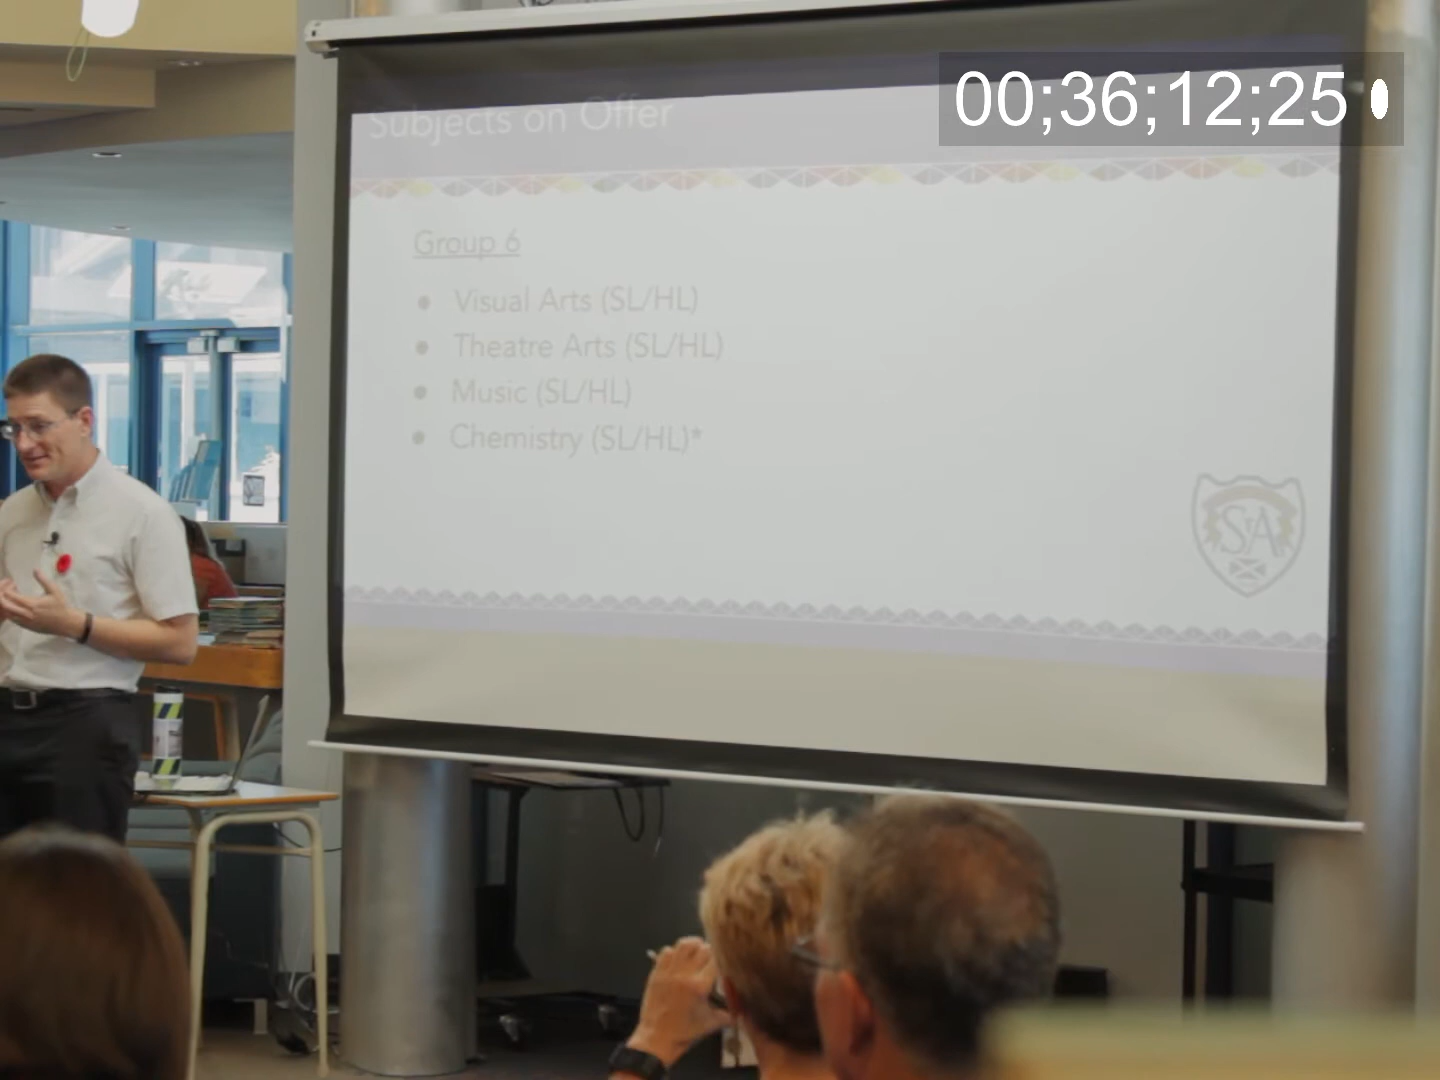 00;36;12;25
Subjects on Offer
Group 6
● Visual Arts (SL/HL)
● Theatre Arts (SL/HL)
● Music (SL/HL)
● Chemistry (SL/HL)*
StA